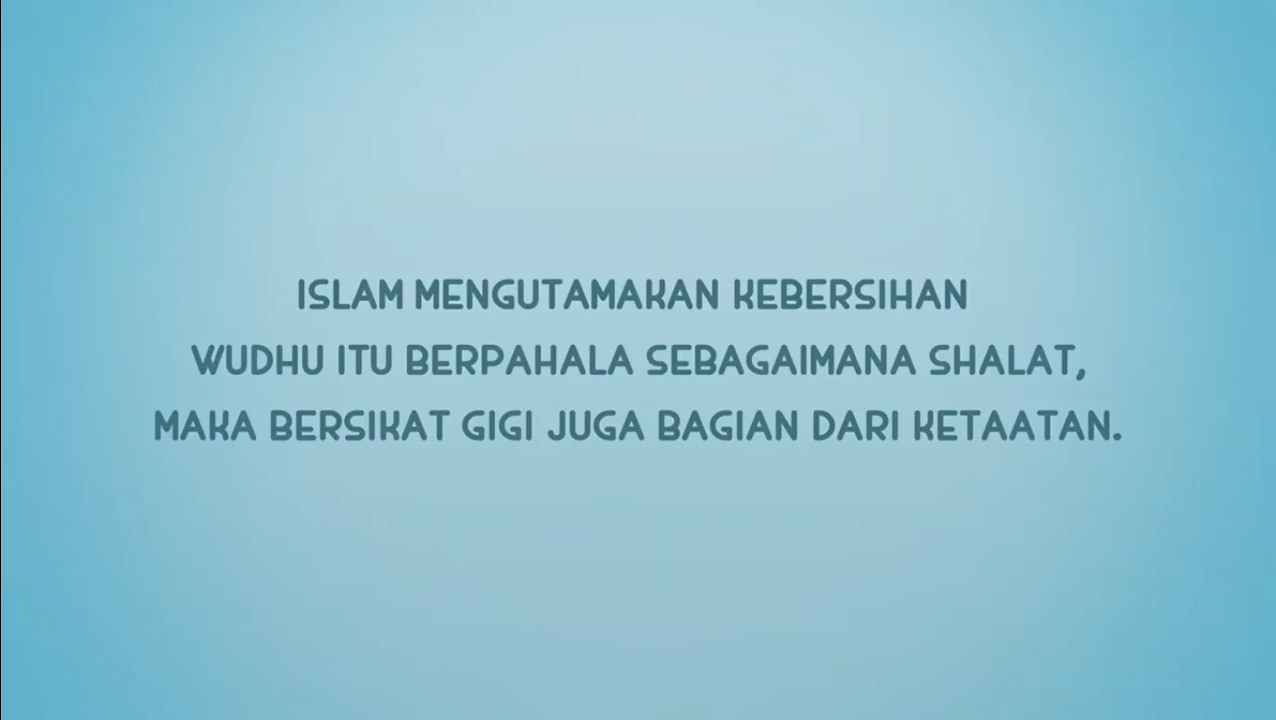 ISLAM MENGUTAMAKAN KEBERSIHAN
WUDHU ITU BERPAHALA SEBAGAIMANA SHALAT,
MAKA BERSIKAT GIGI JUGA BAGIAN DARI KETAATAN.